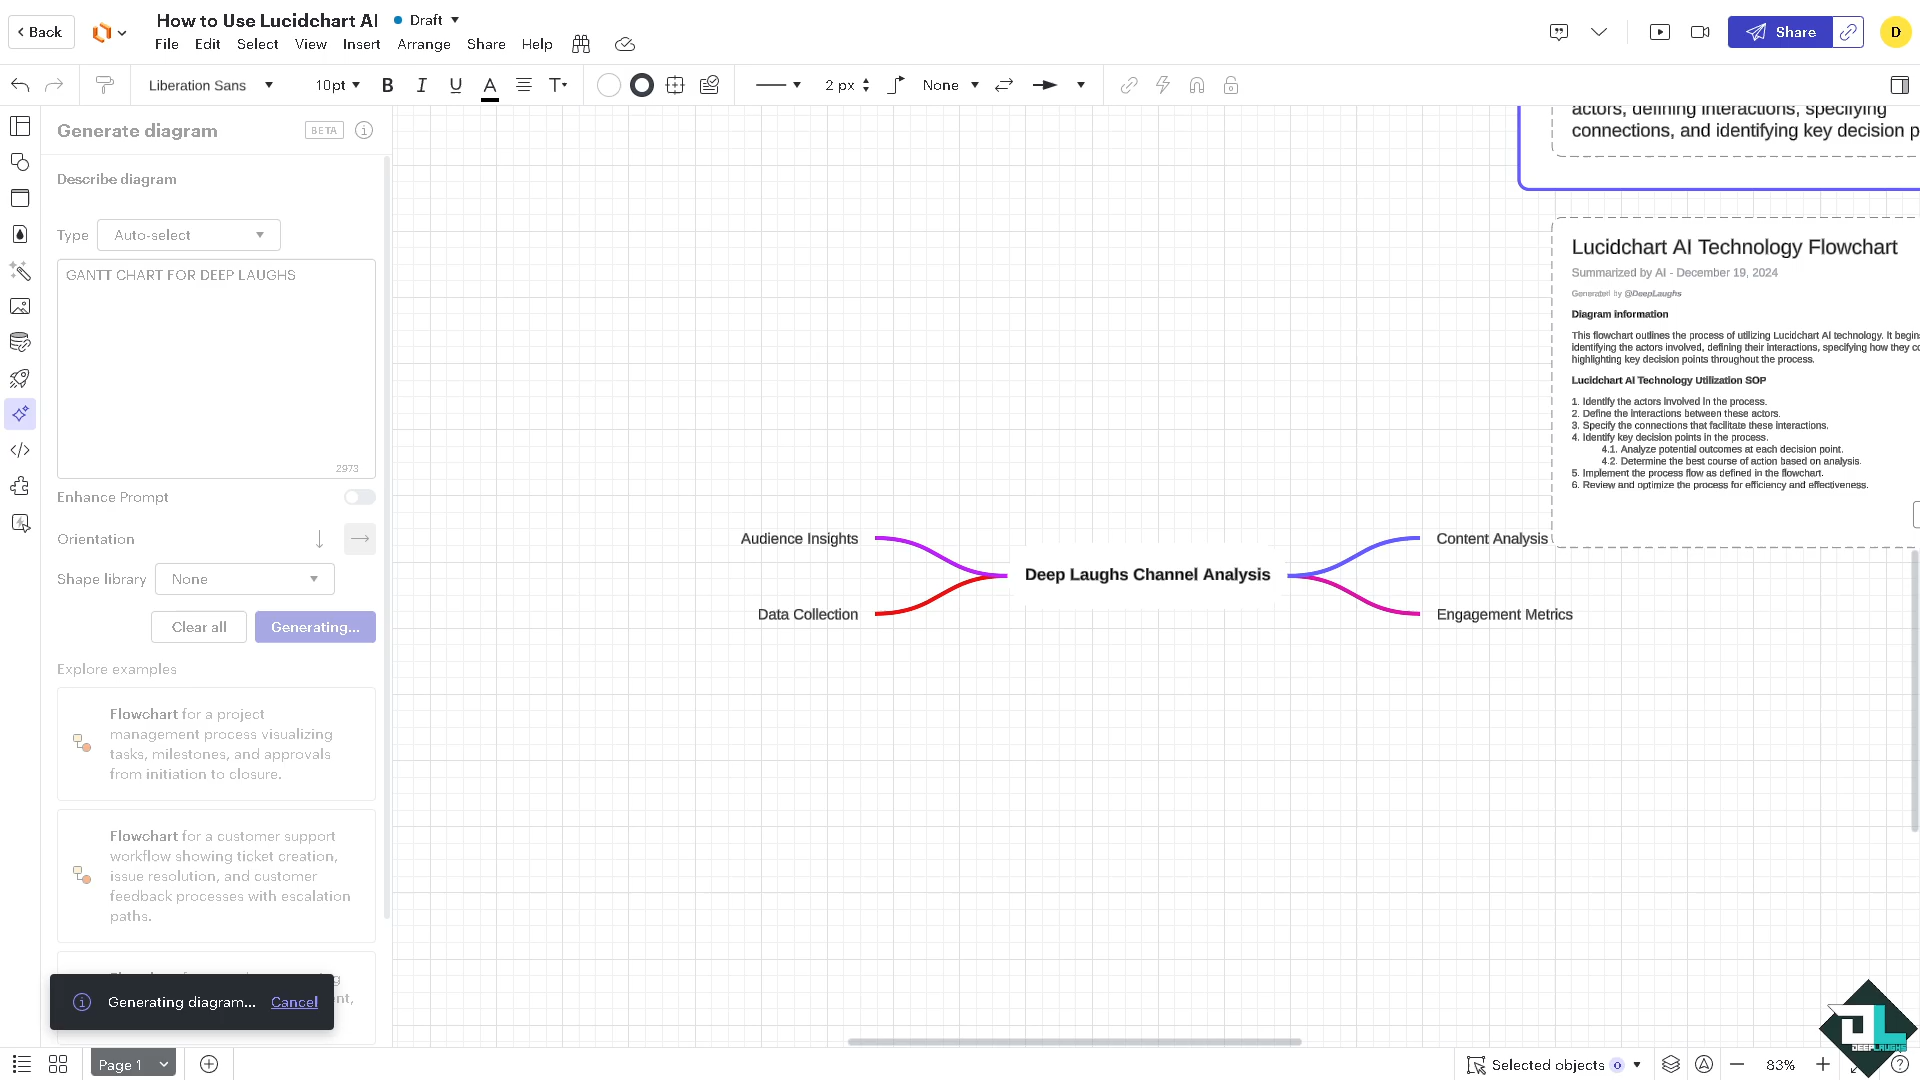 Back
How to Use Lucidchart AI
Draft
File Edit Select View Insert Arrange Share Help
Share
D
Liberation Sans
10pt
B I U A T
2 px
None
Generate diagram
BETA
Describe diagram
Type
Auto-select
GANTT CHART FOR DEEP LAUGHS
2973
Enhance Prompt
Orientation
Shape library
None
Clear all
Generating...
Explore examples
Flowchart for a project
management process visualizing
tasks, milestones, and approvals
from initiation to closure.
Flowchart for a customer support
workflow showing ticket creation,
issue resolution, and customer
feedback processes with escalation
paths.
Generating diagram...
Cancel
Audience Insights
Data Collection
Deep Laughs Channel Analysis
Content Analysis
Engagement Metrics
actors, defining interactions, specifying
connections, and identifying key decision p
Lucidchart AI Technology Flowchart
Summarized by AI - December 19, 2024
Generated by @DeepLaughs
Diagram information
This flowchart outlines the process of utilizing Lucidchart AI technology. It begins
identifying the actors involved, defining their interactions, specifying how they co
highlighting key decision points throughout the process.
Lucidchart AI Technology Utilization SOP
1. Identify the actors involved in the process.
2. Define the interactions between these actors.
3. Specify the connections that facilitate these interactions.
4. Identify key decision points in the process.
4.1. Analyze potential outcomes at each decision point.
4.2. Determine the best course of action based on analysis.
5. Implement the process flow as defined in the flowchart.
6. Review and optimize the process for efficiency and effectiveness.
Page 1
Selected objects 0
83%
DEEPLAUGHS